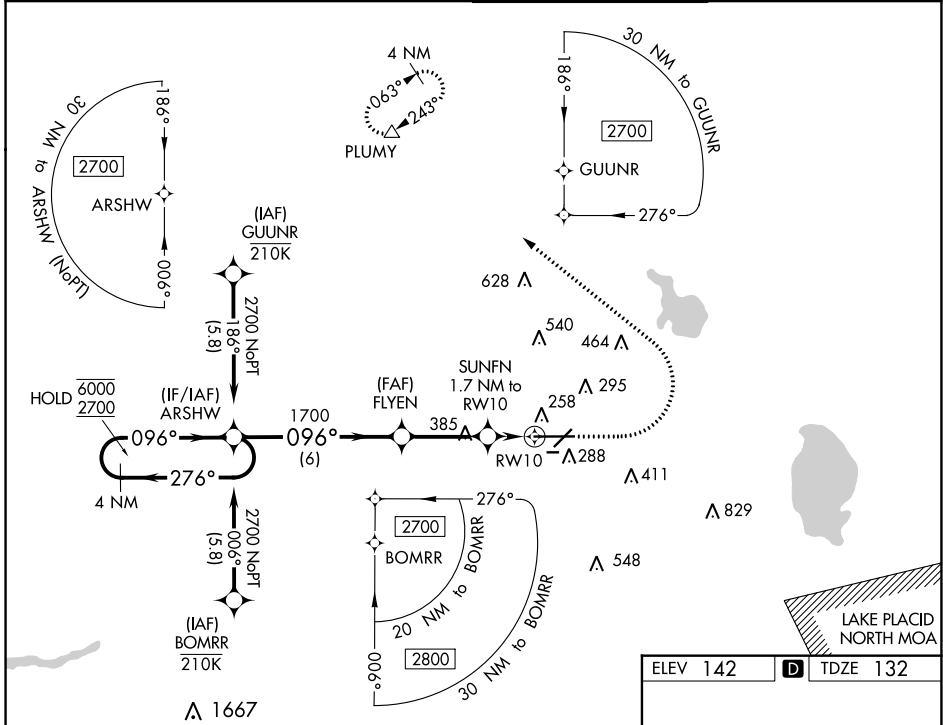 30 NM to ARSHW (NoPT)
186°
2700
ARSHW
006°
4 NM
063°
243°
PLUMY
30 NM to GUUNR
186°
2700
GUUNR
276°
(IAF)
GUUNR
210K
2700 NoPT
186°
(5.8)
HOLD 6000
2700
(IF/IAF)
ARSHW
096°
276°
4 NM
1700
096°
(6)
(FAF)
FLYEN
385
SUNFN
1.7 NM to
RW10
RW10
628
540
464
295
258
288
411
829
548
2700 NoPT
006°
(5.8)
(IAF)
BOMRR
210K
1667
276°
2700
BOMRR
20 NM to BOMRR
006°
2800
30 NM to BOMRR
LAKE PLACID
NORTH MOA
ELEV 142 D TDZE 132